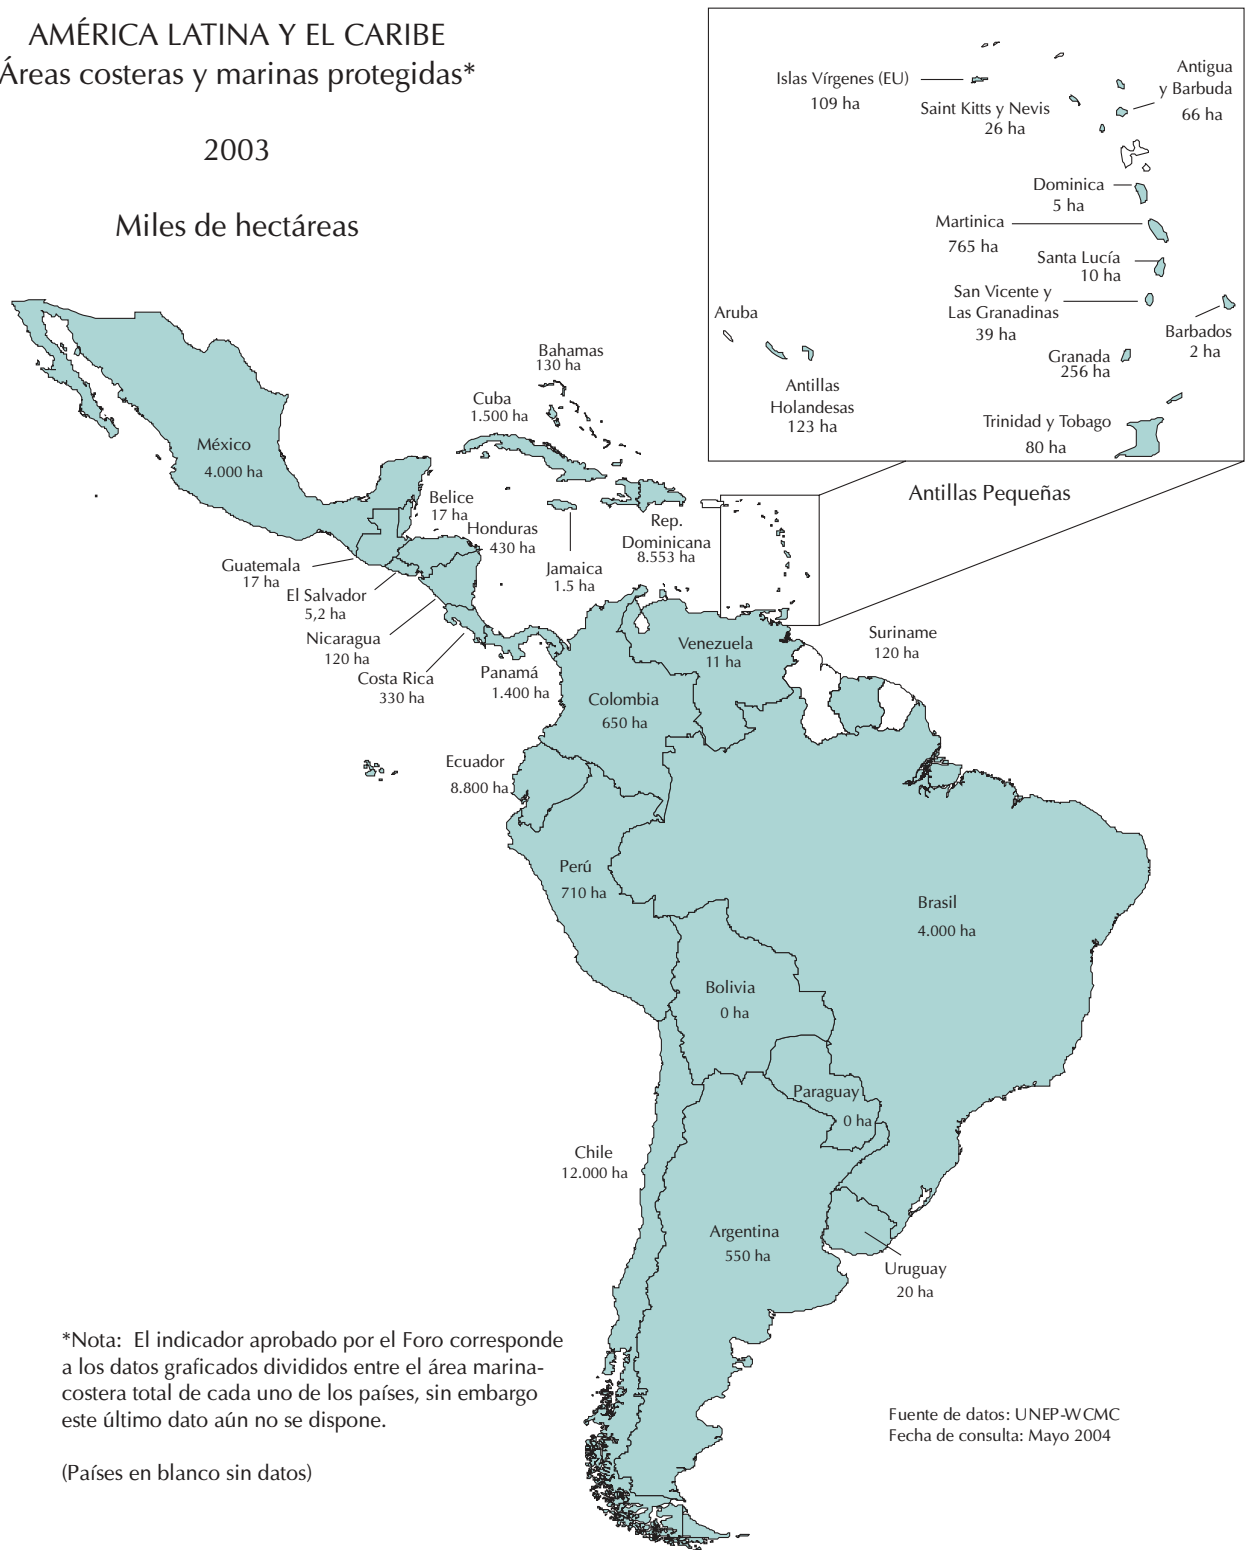 AMÉRICA LATINA Y EL CARIBE
Áreas costeras y marinas protegidas*
2003
Miles de hectáreas
Islas Vírgenes (EU)
109 ha
Saint Kitts y Nevis
26 ha
Antigua
y Barbuda
66 ha
Dominica
5 ha
Martinica
765 ha
Santa Lucía
10 ha
San Vicente y
Las Granadinas
39 ha
Barbados
2 ha
Granada
256 ha
Aruba
Antillas
Holandesas
123 ha
Trinidad y Tobago
80 ha
Antillas Pequeñas
Bahamas
130 ha
Cuba
1.500 ha
México
4.000 ha
Belice
17 ha
Honduras
430 ha
Rep.
Dominicana
8.553 ha
Jamaica
1.5 ha
Guatemala
17 ha
El Salvador
5,2 ha
Nicaragua
120 ha
Costa Rica
330 ha
Panamá
1.400 ha
Venezuela
11 ha
Suriname
120 ha
Colombia
650 ha
Ecuador
8.800 ha
Perú
710 ha
Brasil
4.000 ha
Bolivia
0 ha
Paraguay
0 ha
Chile
12.000 ha
Argentina
550 ha
Uruguay
20 ha
*Nota: El indicador aprobado por el Foro corresponde
a los datos graficados divididos entre el área marina-
costera total de cada uno de los países, sin embargo
este último dato aún no se dispone.
(Países en blanco sin datos)
Fuente de datos: UNEP-WCMC
Fecha de consulta: Mayo 2004